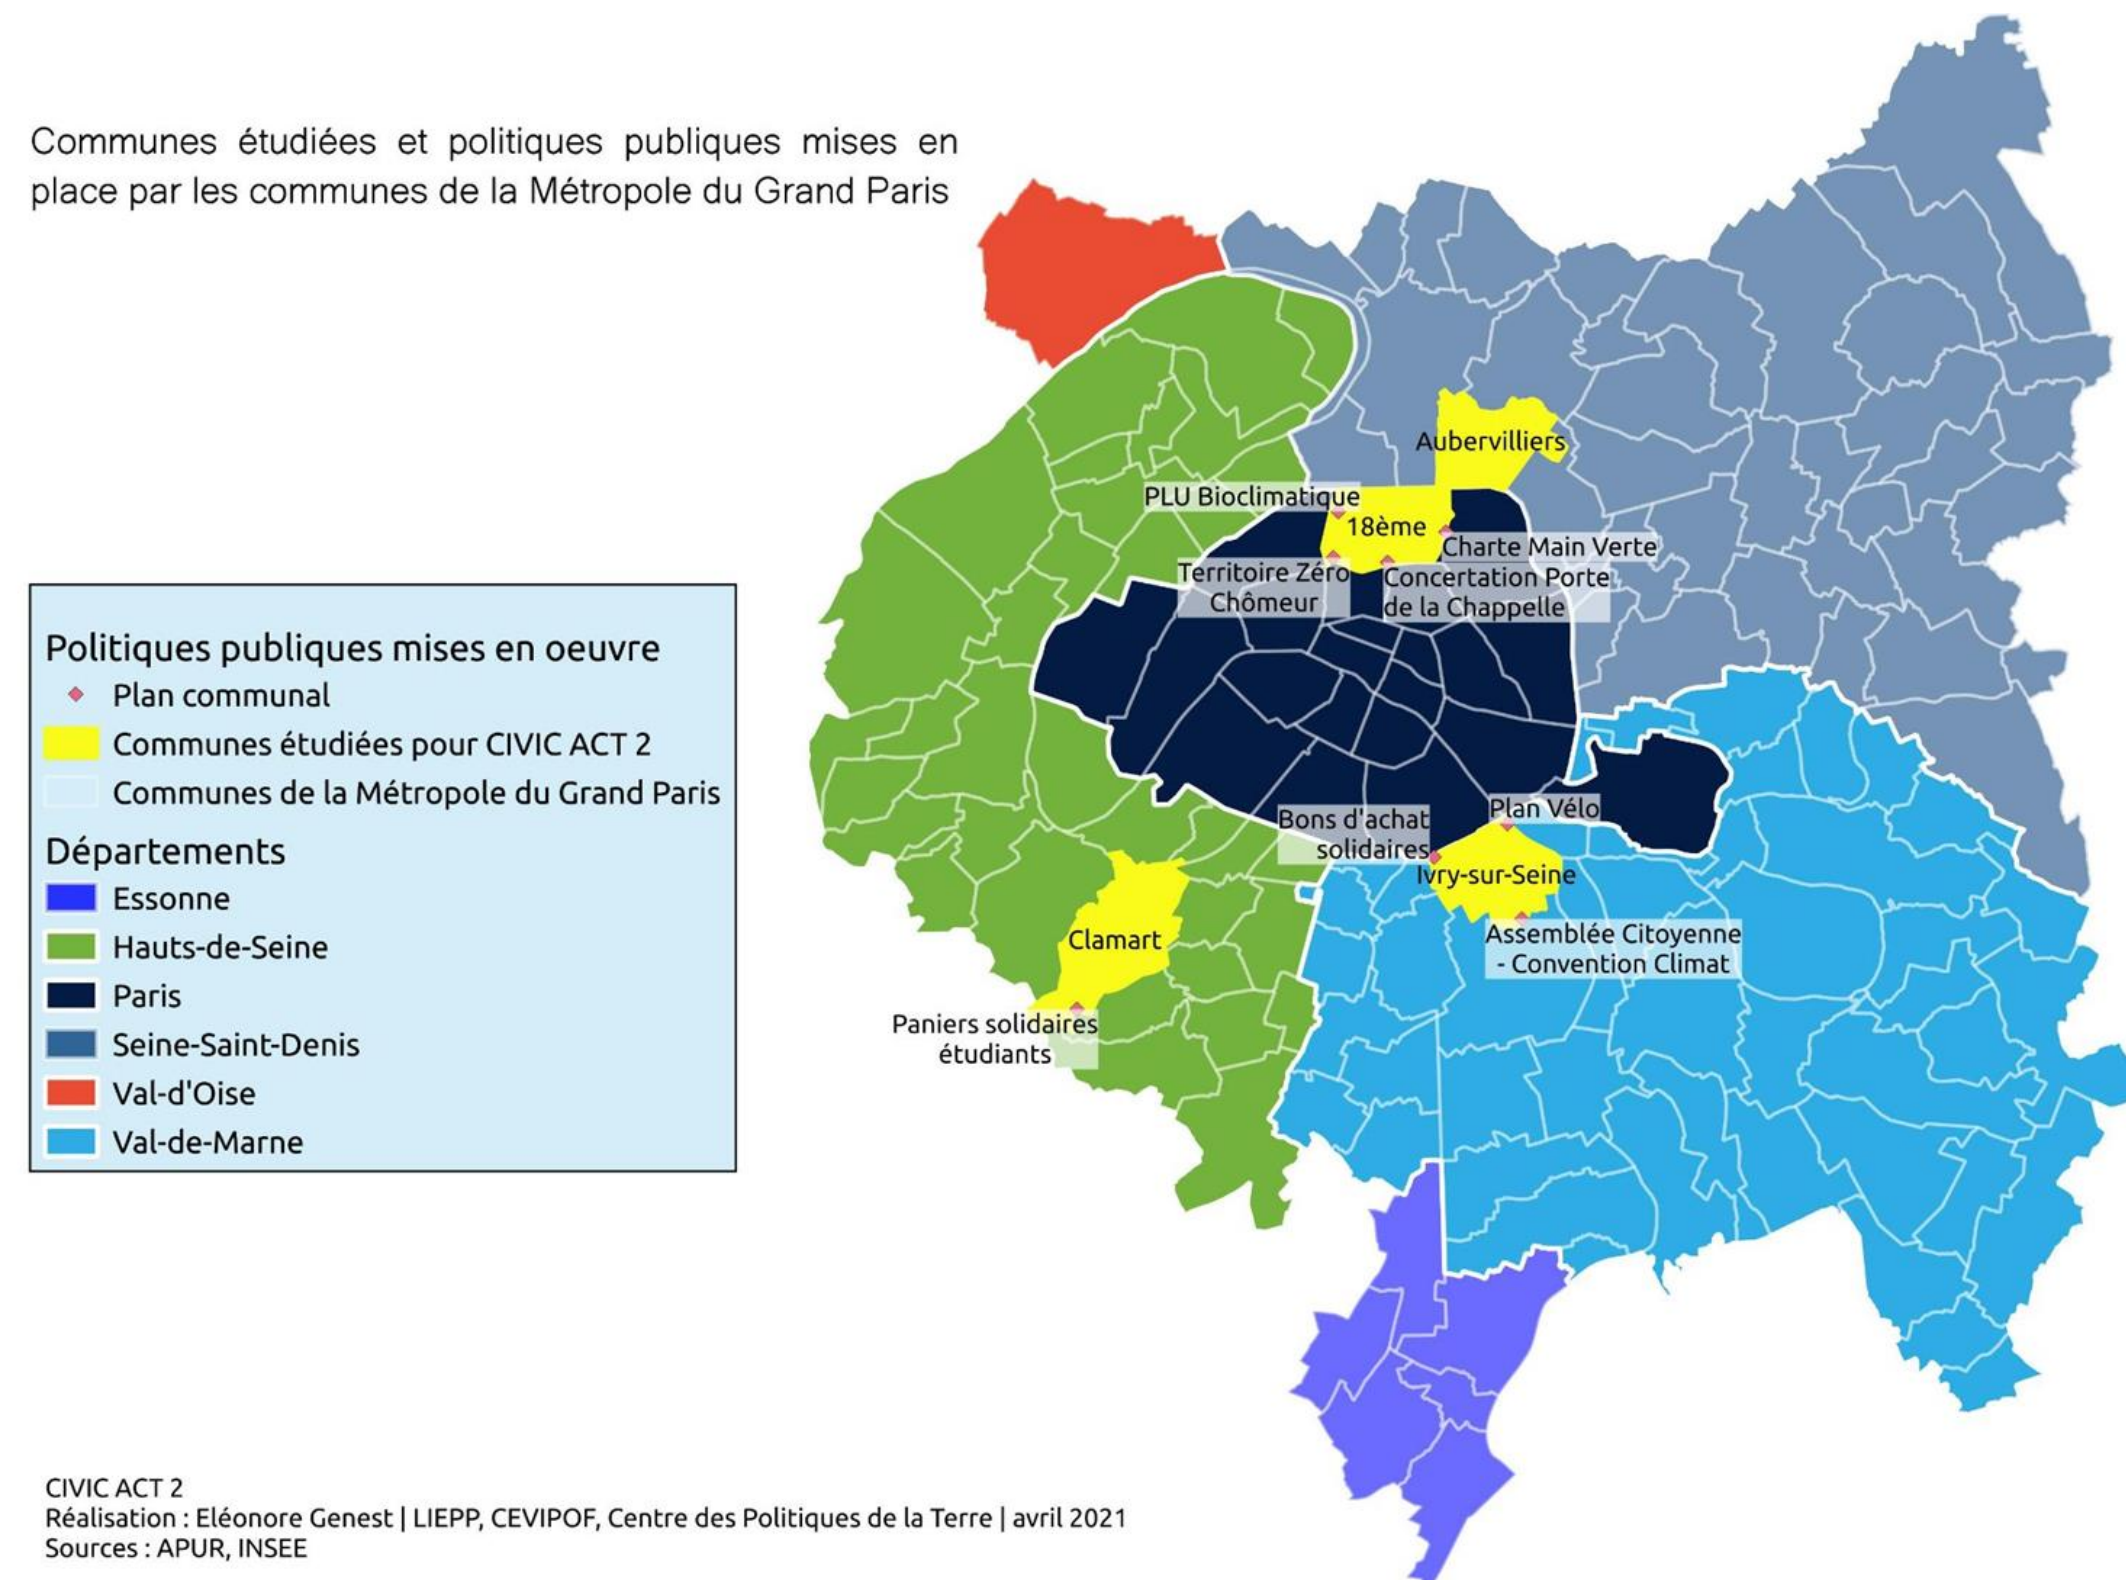 Communes étudiées et politiques publiques mises en
place par les communes de la Métropole du Grand Paris
Aubervilliers
PLU Bioclimatique
18ème
Charte Main Verte
Territoire Zéro
Chômeur
Concertation Porte
de la Chappelle
Politiques publiques mises en oeuvre
Plan communal
Communes étudiées pour CIVIC ACT 2
Communes de la Métropole du Grand Paris
Départements
Essonne
Hauts-de-Seine
Paris
Seine-Saint-Denis
Val-d'Oise
Val-de-Marne
Plan Vélo
Bons d'achat
solidaires
Ivry-sur-Seine
Assemblée Citoyenne
- Convention Climat
Clamart
Paniers solidaires
étudiants
CIVIC ACT 2
Réalisation : Eléonore Genest | LIEPP, CEVIPOF, Centre des Politiques de la Terre | avril 2021
Sources : APUR, INSEE